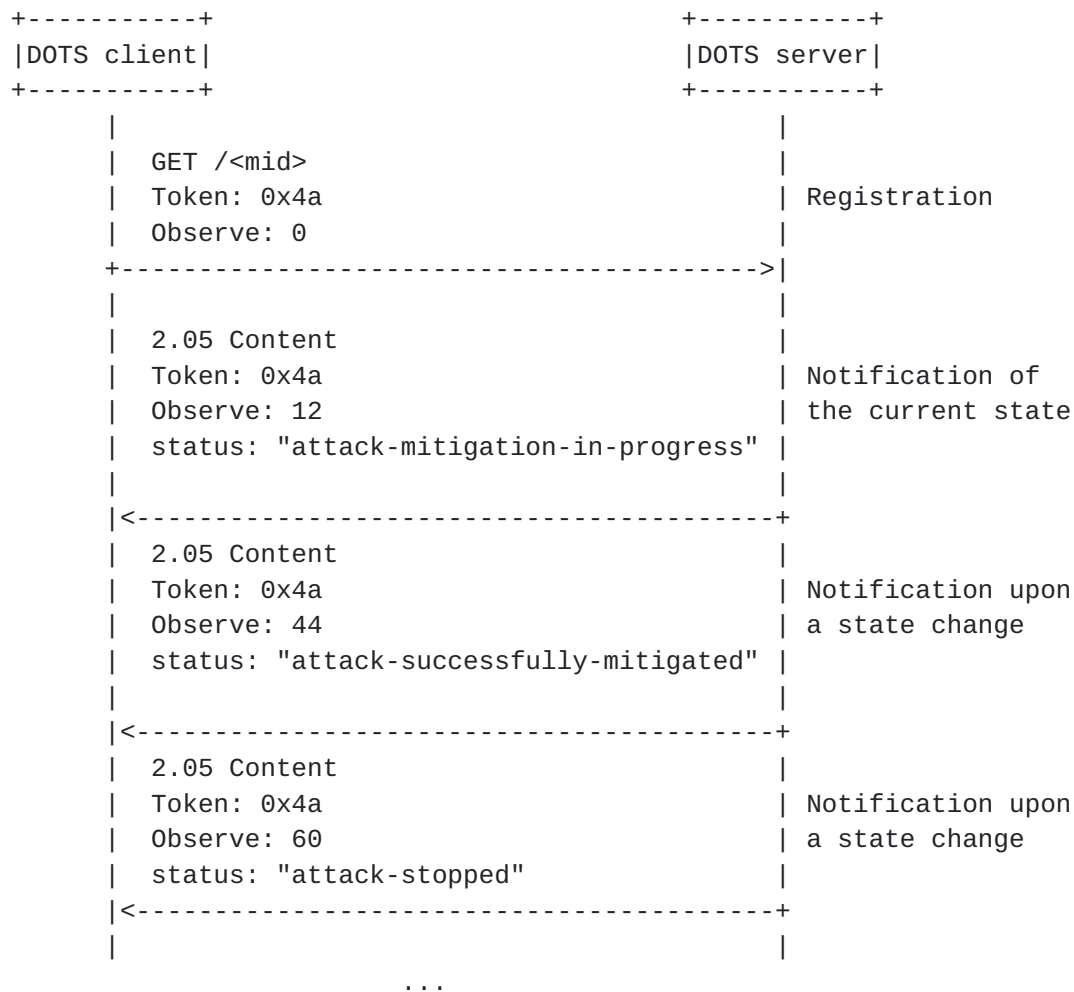 +-----------+                              +-----------+
|DOTS client|                              |DOTS server|
+-----------+                              +-----------+
      |                                          |
      |  GET /<mid>                              |
      |  Token: 0x4a                             | Registration
      |  Observe: 0                              |
      +----------------------------------------->|
      |                                          |
      |  2.05 Content                            |
      |  Token: 0x4a                             | Notification of
      |  Observe: 12                             | the current state
      |  status: "attack-mitigation-in-progress" |
      |                                          |
      |<-----------------------------------------+
      |  2.05 Content                            |
      |  Token: 0x4a                             | Notification upon
      |  Observe: 44                             | a state change
      |  status: "attack-successfully-mitigated" |
      |                                          |
      |<-----------------------------------------+
      |  2.05 Content                            |
      |  Token: 0x4a                             | Notification upon
      |  Observe: 60                             | a state change
      |  status: "attack-stopped"                |
      |<-----------------------------------------+
      |                                          |
                         ...